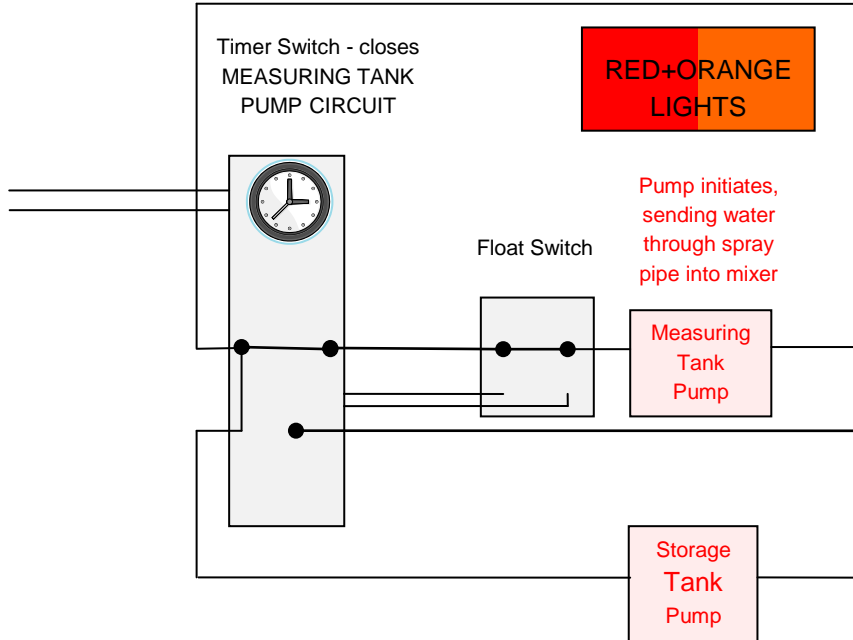 Timer Switch - closes
MEASURING TANK
PUMP CIRCUIT
RED+ORANGE
LIGHTS
Pump initiates,
sending water
through spray
pipe into mixer
Float Switch
Measuring
Tank
Pump
Storage
Tank
Pump